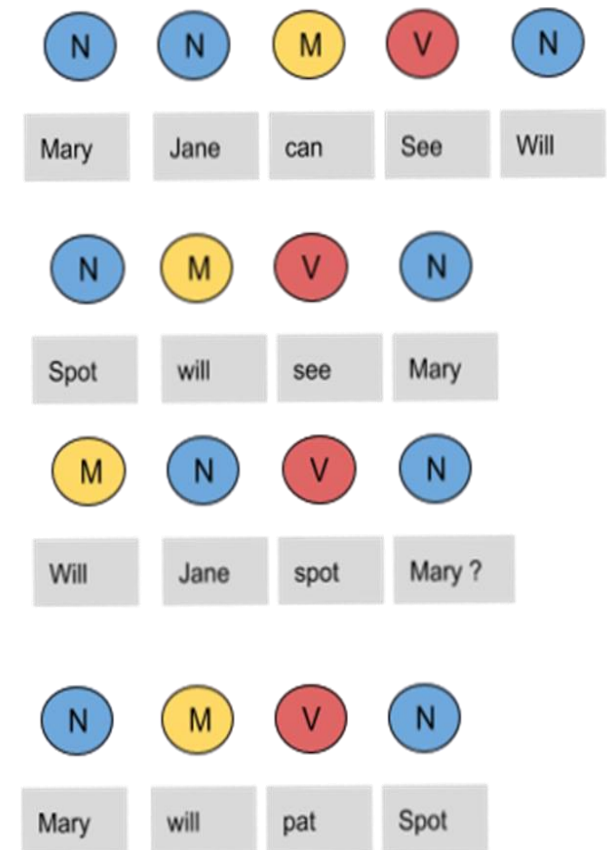 N N M V N
Mary Jane can See Will
N M V N
Spot will see Mary
M N V N
Will Jane spot Mary ?
N M V N
Mary will pat Spot